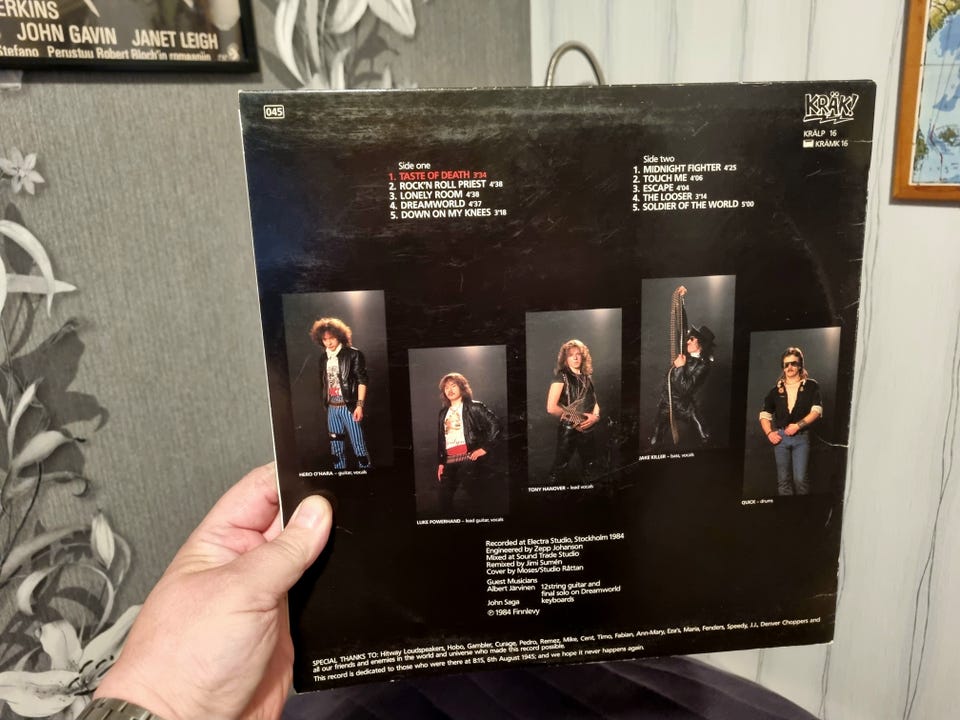 ERKINS
JOHN GAVIN JANET LEIGH
Stefano Perustuu Robert Bloch'in romaaniin
045
KRÄK!
KRÄLP 16
KRÄMK 16
Side one
1. TASTE OF DEATH 3'34
2. ROCK'N ROLL PRIEST 4'38
3. LONELY ROOM 4'38
4. DREAMWORLD 4'37
5. DOWN ON MY KNEES 3'18
Side two
1. MIDNIGHT FIGHTER 4'25
2. TOUCH ME 4'06
3. ESCAPE 4'04
4. THE LOOSER 3'14
5. SOLDIER OF THE WORLD 5'00
HERO O'HARA – guitar, vocals
LUKE POWERHAND – lead guitar, vocals
TONY HANOVER – lead vocals
JAKE KILLER – bass, vocals
QUICK – drums
Recorded at Electra Studio, Stockholm 1984
Engineered by Zepp Johanson
Mixed at Sound Trade Studio
Remixed by Jimi Sumén
Cover by Moses/Studio Råttan
Guest Musicians
Albert Järvinen 12string guitar and
final solo on Dreamworld
John Saga keyboards
℗ 1984 Finnlevy
SPECIAL THANKS TO: Hitway Loudspeakers, Hobo, Gambler, Curage, Pedro, Remez, Mike, Cent, Timo, Fabian, Ann-Mary, Eza's, Maria, Fenders, Speedy, J.J., Denver Choppers and
all our friends and enemies in the world and universe who made this record possible.
This record is dedicated to those who were there at 8:15, 6th August 1945; and we hope it never happens again.